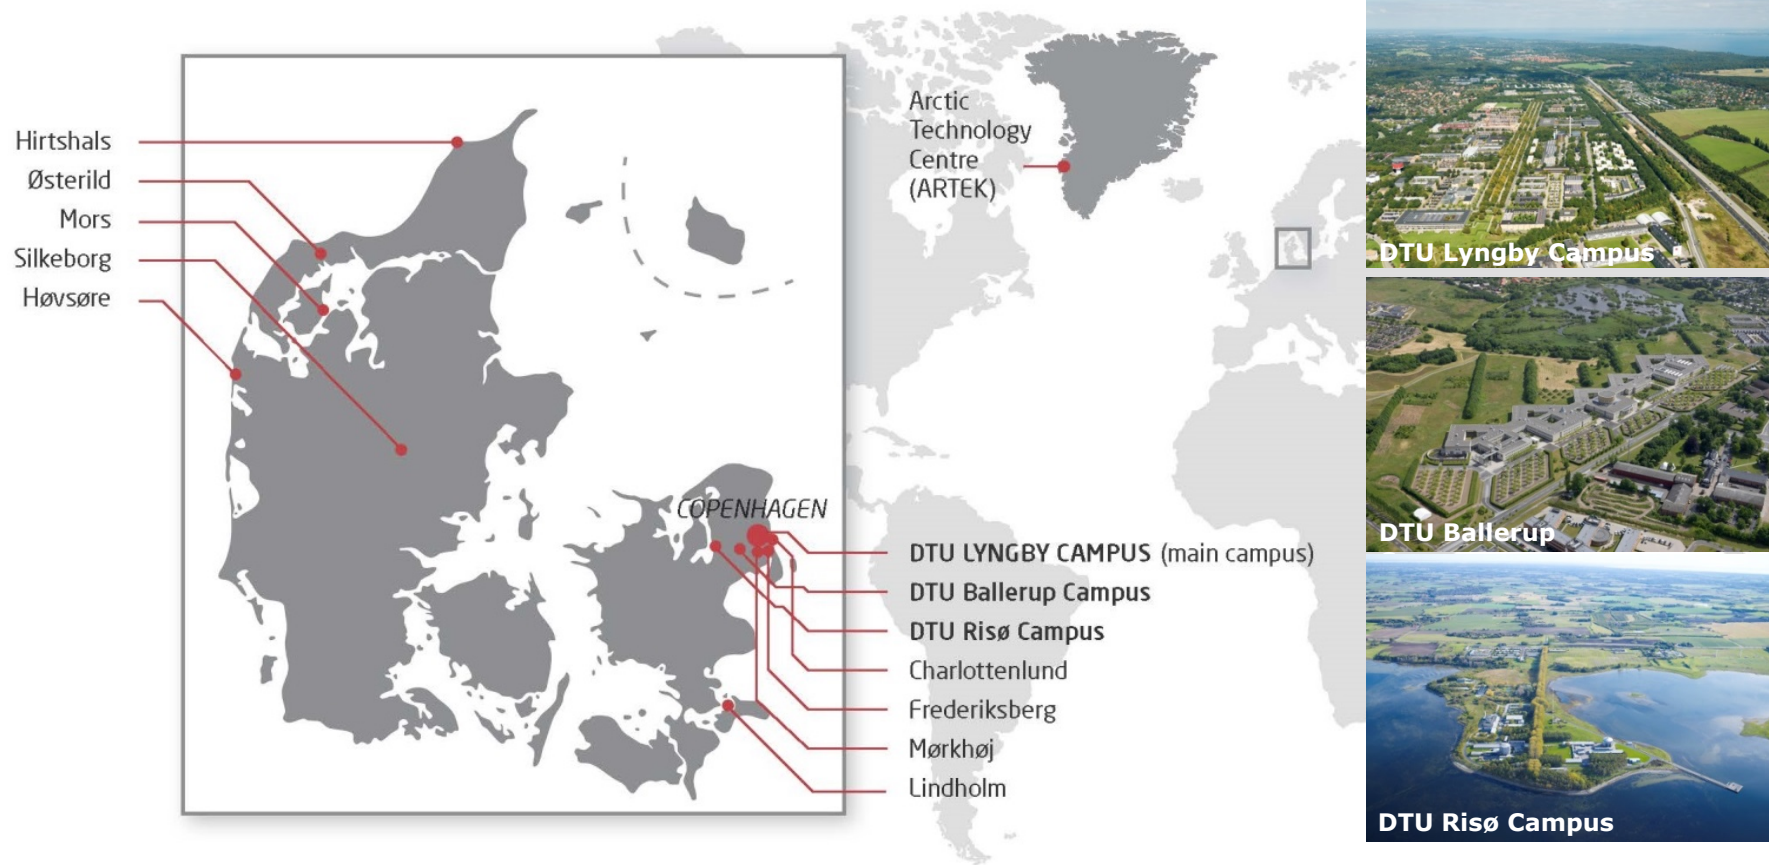 Hirtshals
Østerild
Mors
Silkeborg
Høvsøre
Arctic
Technology
Centre
(ARTEK)
COPENHAGEN
DTU LYNGBY CAMPUS (main campus)
DTU Ballerup Campus
DTU Risø Campus
Charlottenlund
Frederiksberg
Mørkhøj
Lindholm
DTU Lyngby Campus
DTU Ballerup
DTU Risø Campus